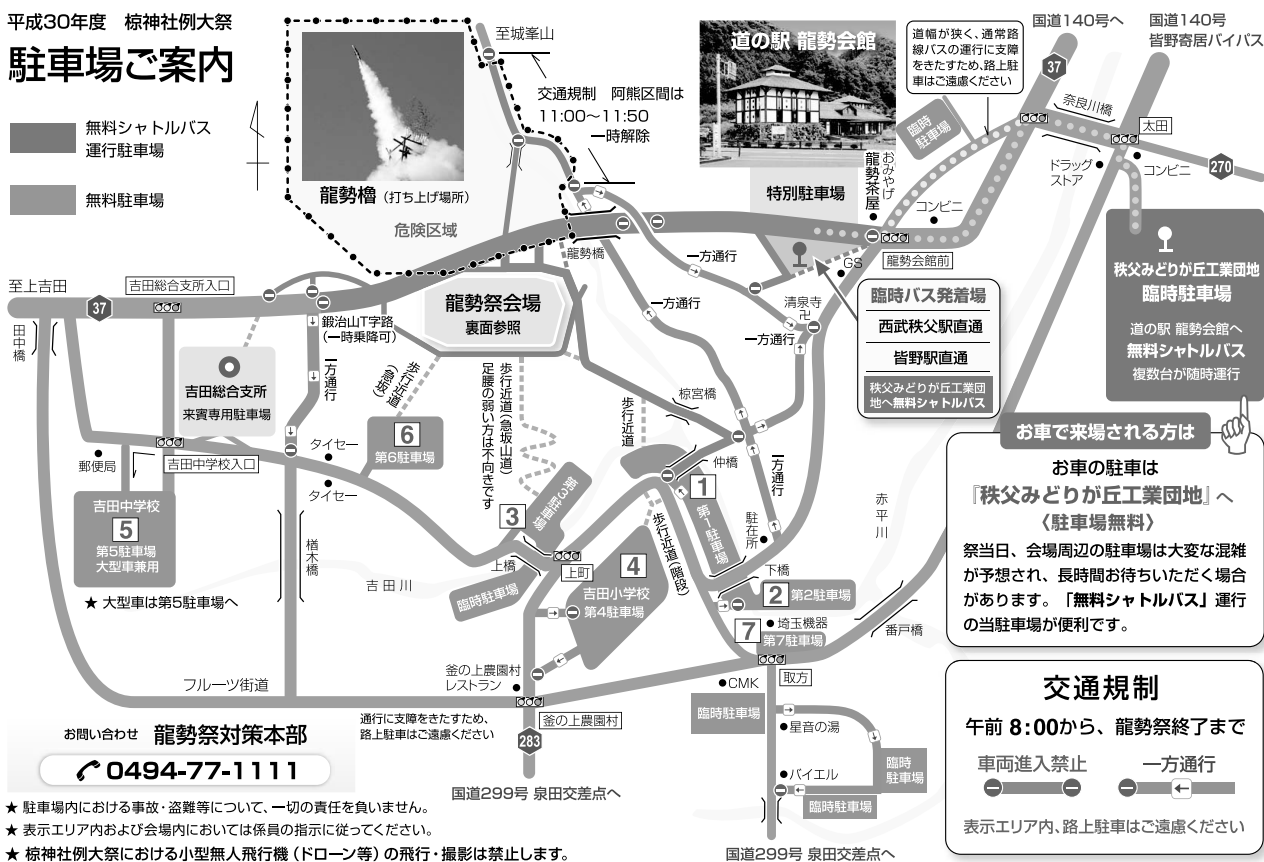 平成30年度 椋神社例大祭
駐車場ご案内
無料シャトルバス
運行駐車場
無料駐車場
龍勢櫓（打ち上げ場所）
危険区域
至城峯山
交通規制 阿熊区間は
11:00〜11:50
一時解除
道の駅 龍勢会館
特別駐車場
おみやげ
龍勢茶屋
道幅が狭く、通常路
線バスの運行に支障
をきたすため、路上駐
車はご遠慮ください
臨時
駐車場
国道140号へ
国道140号
皆野寄居バイパス
37
奈良川橋
太田
ドラッグ
ストア
コンビニ
270
コンビニ
龍勢会館前
GS
秩父みどりが丘工業団地
臨時駐車場
道の駅 龍勢会館へ
無料シャトルバス
複数台が随時運行
臨時バス発着場
西武秩父駅直通
皆野駅直通
秩父みどりが丘工業団
地へ無料シャトルバス
お車で来場される方は
お車の駐車は
『秩父みどりが丘工業団地』へ
〈駐車場無料〉
祭当日、会場周辺の駐車場は大変な混雑
が予想され、長時間お待ちいただく場合
があります。「無料シャトルバス」運行
の当駐車場が便利です。
交通規制
午前 8:00から、龍勢祭終了まで
車両進入禁止
一方通行
表示エリア内、路上駐車はご遠慮ください
至上吉田
37
吉田総合支所入口
田中橋
鍛治山T字路
（一時乗降可）
一方通行
吉田総合支所
来賓専用駐車場
龍勢祭会場
裏面参照
龍勢橋
一方通行
一方通行
清泉寺
卍
一方通行
歩行近道
（急坂）
歩行近道（急坂山道）
足腰の弱い方は不向きです
歩行近道
椋宮橋
仲橋
一方通行
郵便局
吉田中学校入口
タイセー
タイセー
6
第6駐車場
吉田中学校
5
第5駐車場
大型車兼用
★ 大型車は第5駐車場へ
楢木橋
吉田川
3
第3駐車場
上橋
上町
臨時駐車場
4
吉田小学校
第4駐車場
歩行近道（階段）
1
第1駐車場
駐在所
下橋
2
第2駐車場
7
埼玉機器
第7駐車場
赤平川
番戸橋
フルーツ街道
釜の上農園村
レストラン
釜の上農園村
283
通行に支障をきたすため、
路上駐車はご遠慮ください
国道299号 泉田交差点へ
CMK
取方
臨時駐車場
星音の湯
バイエル
臨時
駐車場
臨時駐車場
国道299号 泉田交差点へ
お問い合わせ 龍勢祭対策本部
0494-77-1111
★ 駐車場内における事故・盗難等について、一切の責任を負いません。
★ 表示エリア内および会場内においては係員の指示に従ってください。
★ 椋神社例大祭における小型無人飛行機（ドローン等）の飛行・撮影は禁止します。